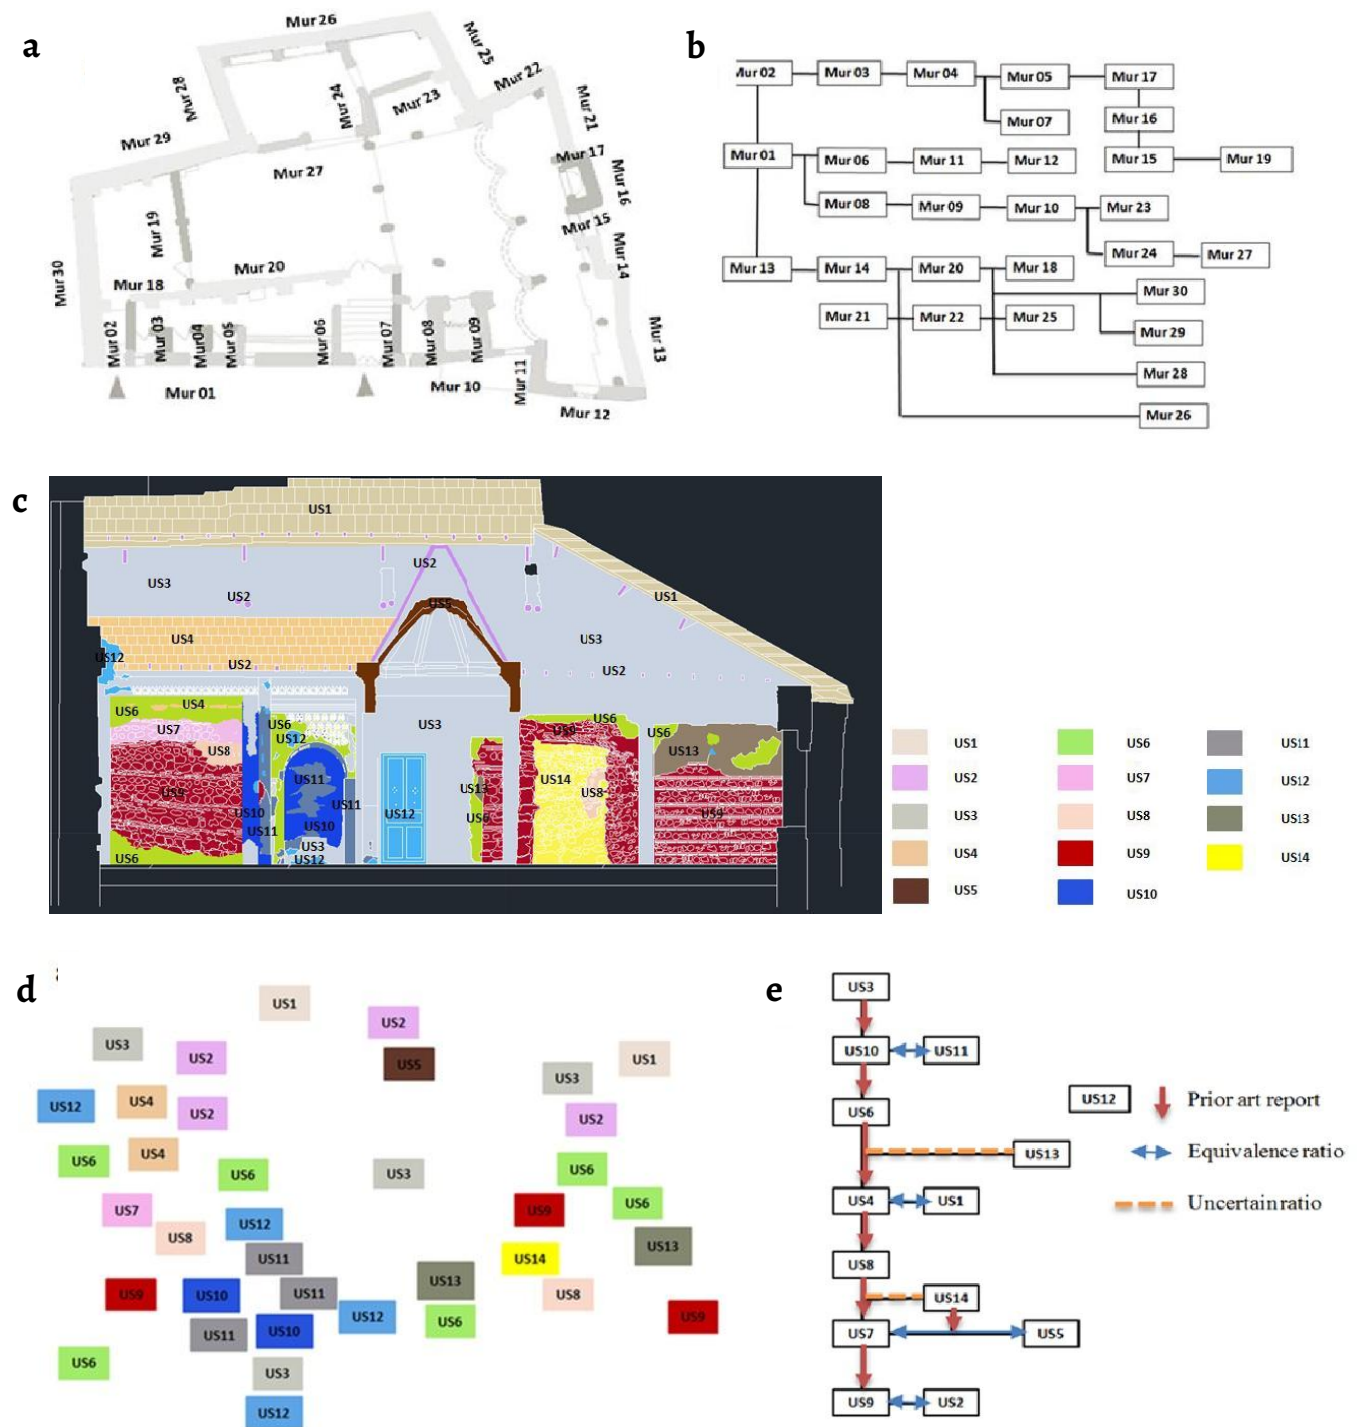 a
Mur 26
Mur 25
Mur 22
Mur 28
Mur 24
Mur 23
Mur 21
Mur 29
Mur 27
Mur 17
Mur 16
Mur 19
Mur 15
Mur 14
Mur 30
Mur 20
Mur 18
Mur 02
Mur 03
Mur04
Mur 05
Mur 06
Mur 07
Mur 08
Mur 09
Mur 13
Mur 01
Mur 10
Mur 11
Mur 12
b
Mur 02 Mur 03 Mur 04 Mur 05 Mur 17
Mur 07 Mur 16
Mur 01 Mur 06 Mur 11 Mur 12 Mur 15 Mur 19
Mur 08 Mur 09 Mur 10 Mur 23
Mur 24 Mur 27
Mur 13 Mur 14 Mur 20 Mur 18
Mur 30
Mur 21 Mur 22 Mur 25
Mur 29
Mur 28
Mur 26
c
US1
US2
US3
US2
US5
US1
US4
US3
US12
US2
US2
US4
US6
US6
US3
US6
US7
US6
US9
US12
US8
US13
US11
US14
US13
US9
US8
US11
US10
US12
US6
US9
US10
US11
US3
US6
US12
US1 US6 US11
US2 US7 US12
US3 US8 US13
US4 US9 US14
US5 US10
d
US1
US2
US3
US2
US5
US1
US3
US12
US4
US2
US2
US6
US4
US6
US3
US6
US7
US9
US6
US12
US8
US13
US11
US14
US13
US9
US10
US11
US8
US12
US6
US9
US11
US10
US6
US3
US12
e
US3
US10 US11
US6
US13
US4 US1
US8
US14
US7 US5
US9 US2
US12 Prior art report
Equivalence ratio
Uncertain ratio